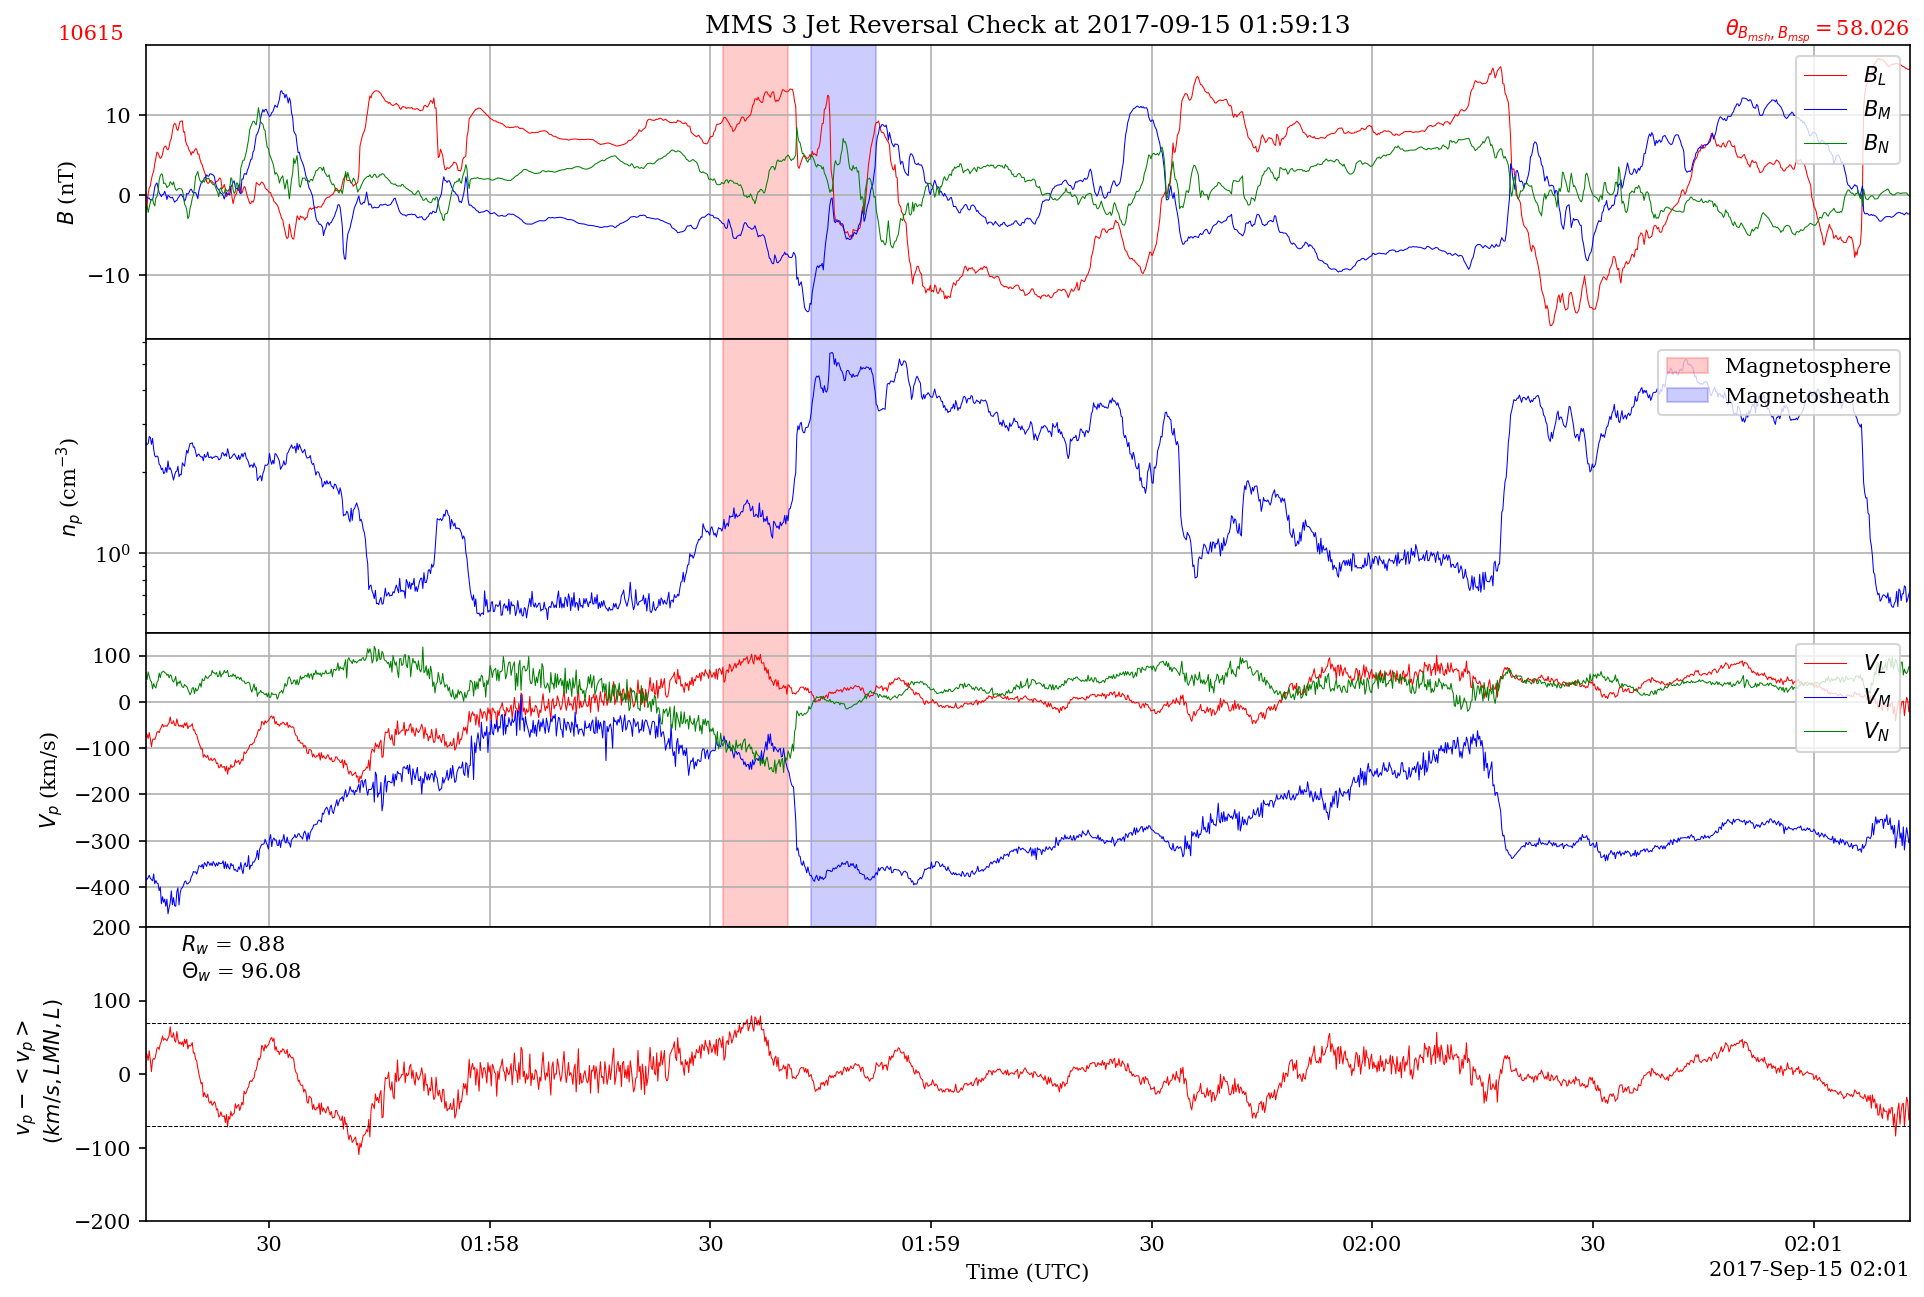 10615
MMS 3 Jet Reversal Check at 2017-09-15 01:59:13
θ_{B_{msh}, B_{msp}} = 58.026
B (nT)
10
0
−10
B_L
B_M
B_N
n_p (cm⁻³)
10⁰
Magnetosphere
Magnetosheath
V_p (km/s)
100
0
−100
−200
−300
−400
V_L
V_M
V_N
v_p − < v_p >
(km/s, LMN, L)
200
100
0
−100
−200
R_w = 0.88
Θ_w = 96.08
30
01:58
30
01:59
30
02:00
30
02:01
Time (UTC)
2017-Sep-15 02:01